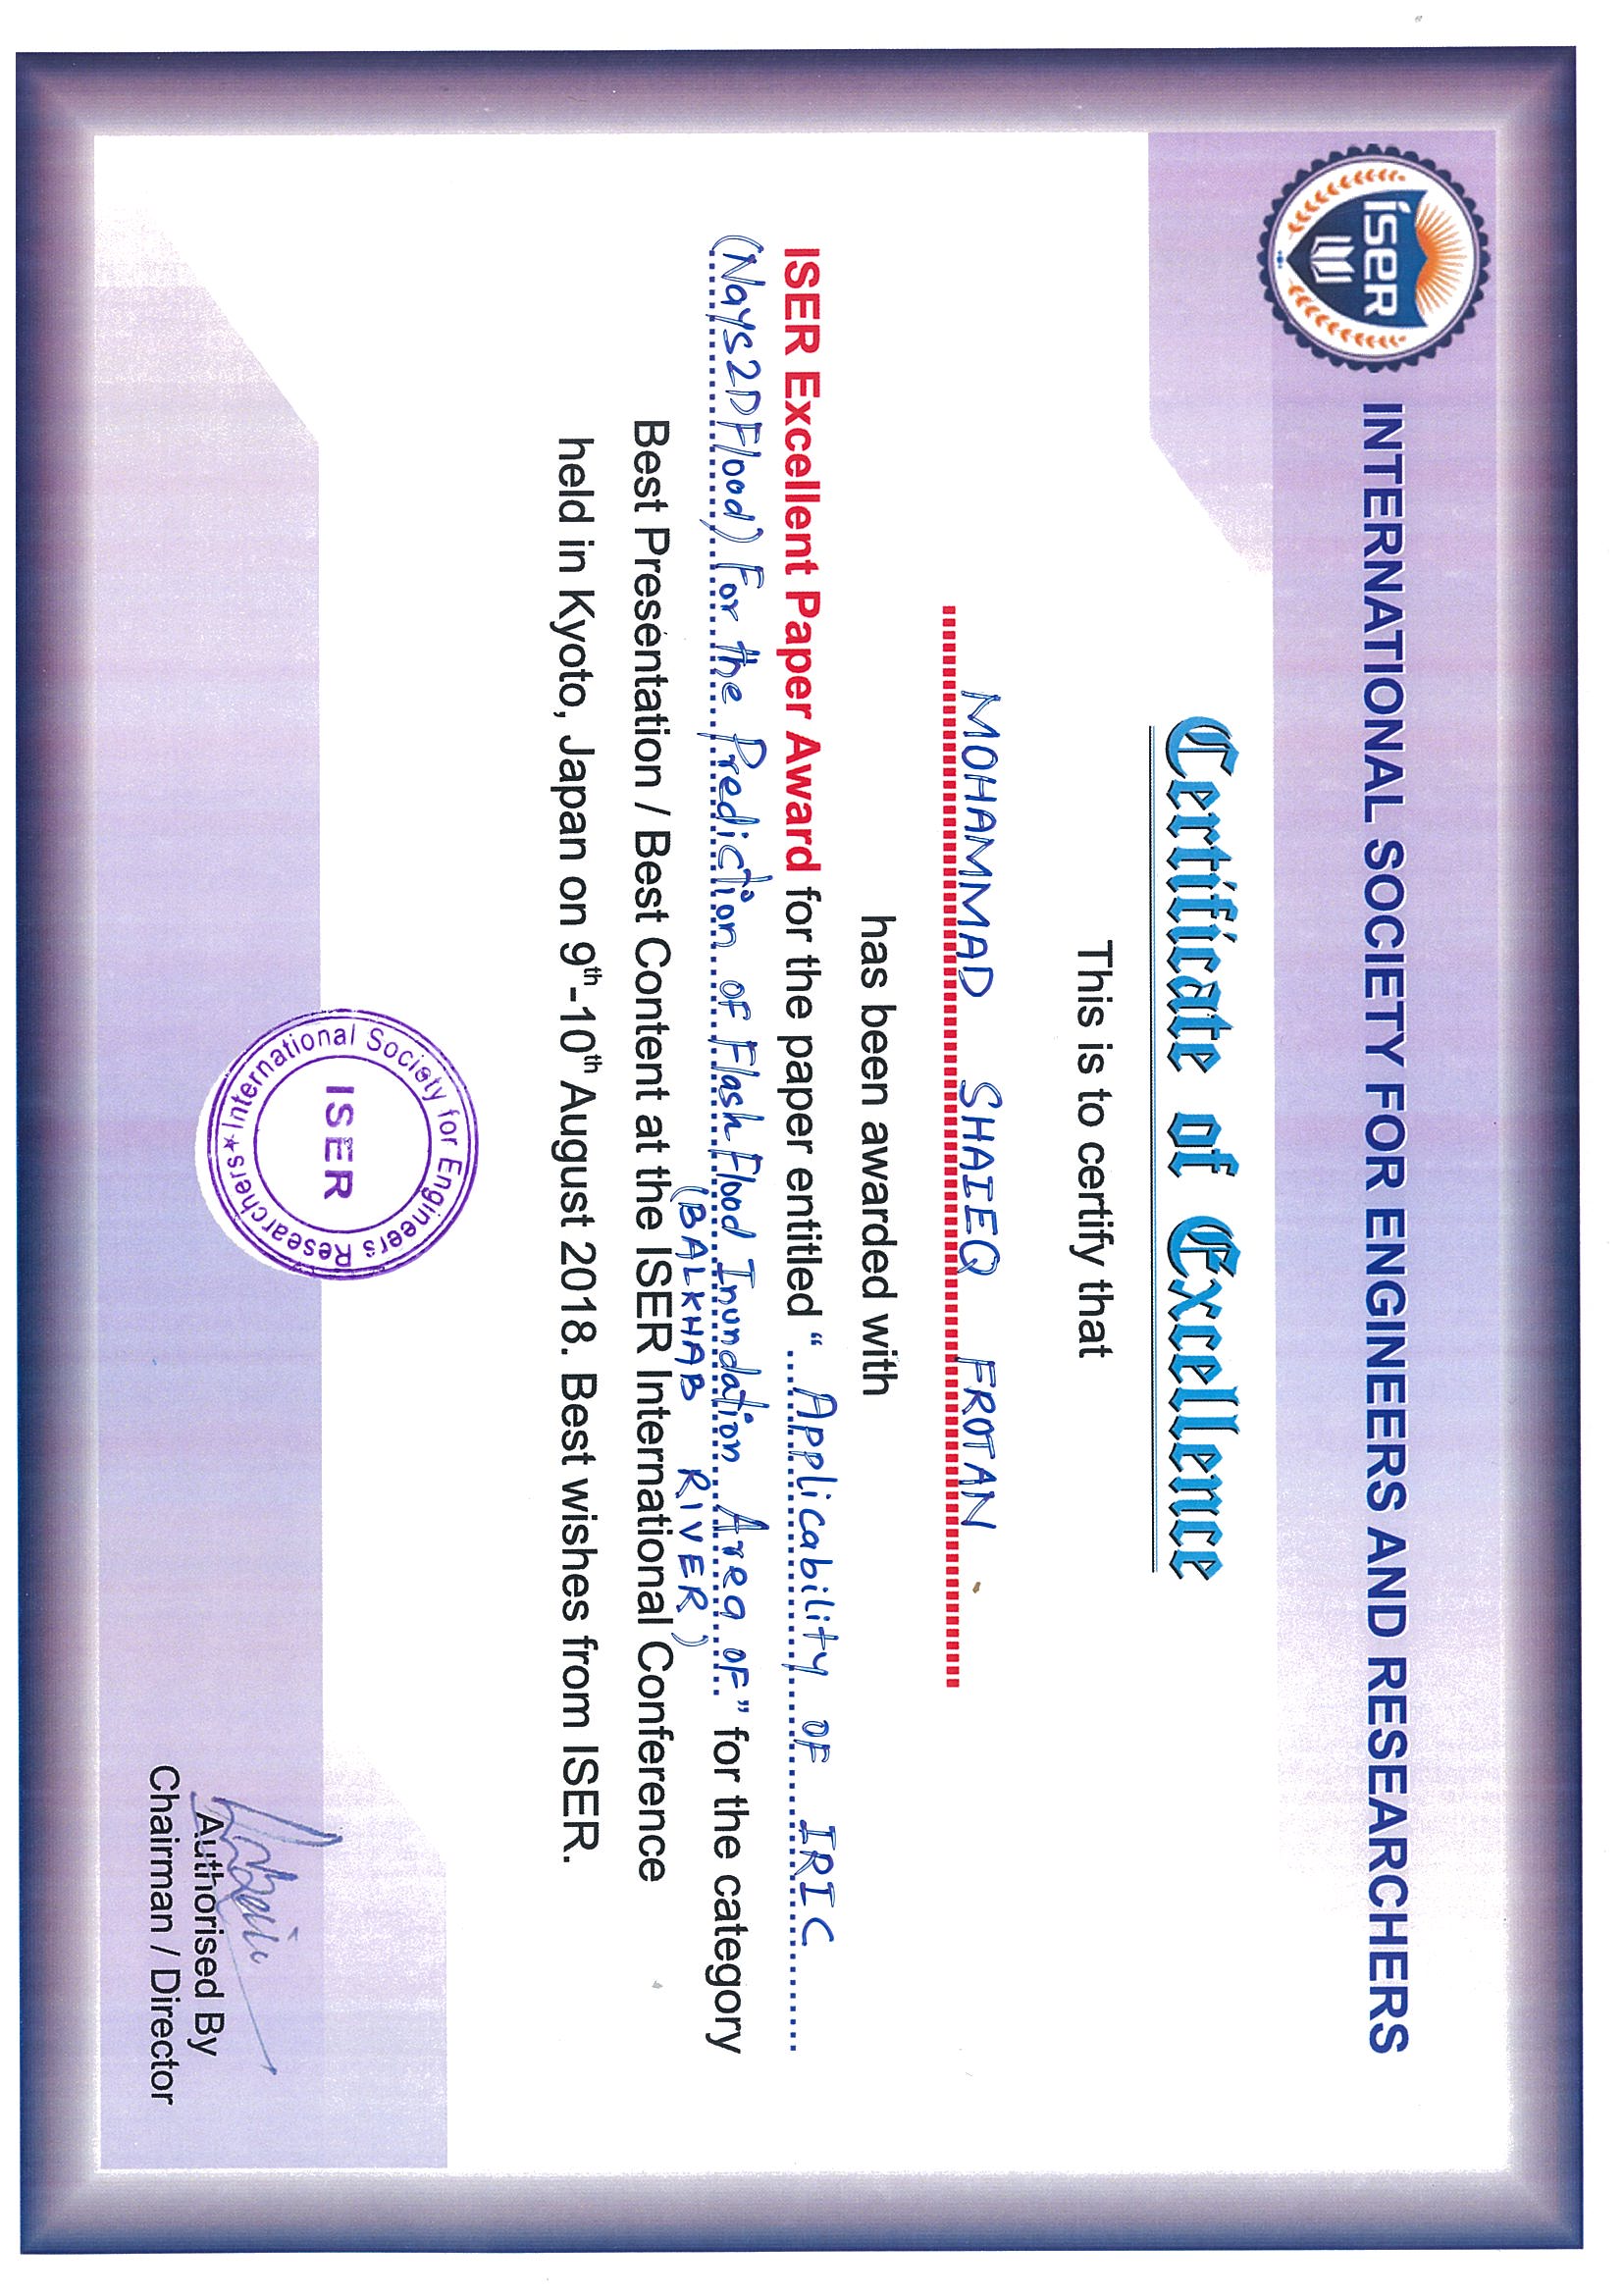 iSER
INTERNATIONAL SOCIETY FOR ENGINEERS AND RESEARCHERS
Certificate of Excellence
This is to certify that
MOHAMMAD SHAIEQ FROTAN
has been awarded with
ISER Excellent Paper Award for the paper entitled “Applicability OF IRIC
(Nays2DFlood) For the Prediction OF Flash Flood Inundation Area OF” for the category
(BALKHAB RIVER)
Best Presentation / Best Content at the ISER International Conference
held in Kyoto, Japan on 9th-10th August 2018. Best wishes from ISER.
International Society for Engineers Researchers
ISER
Authorised By
Chairman / Director